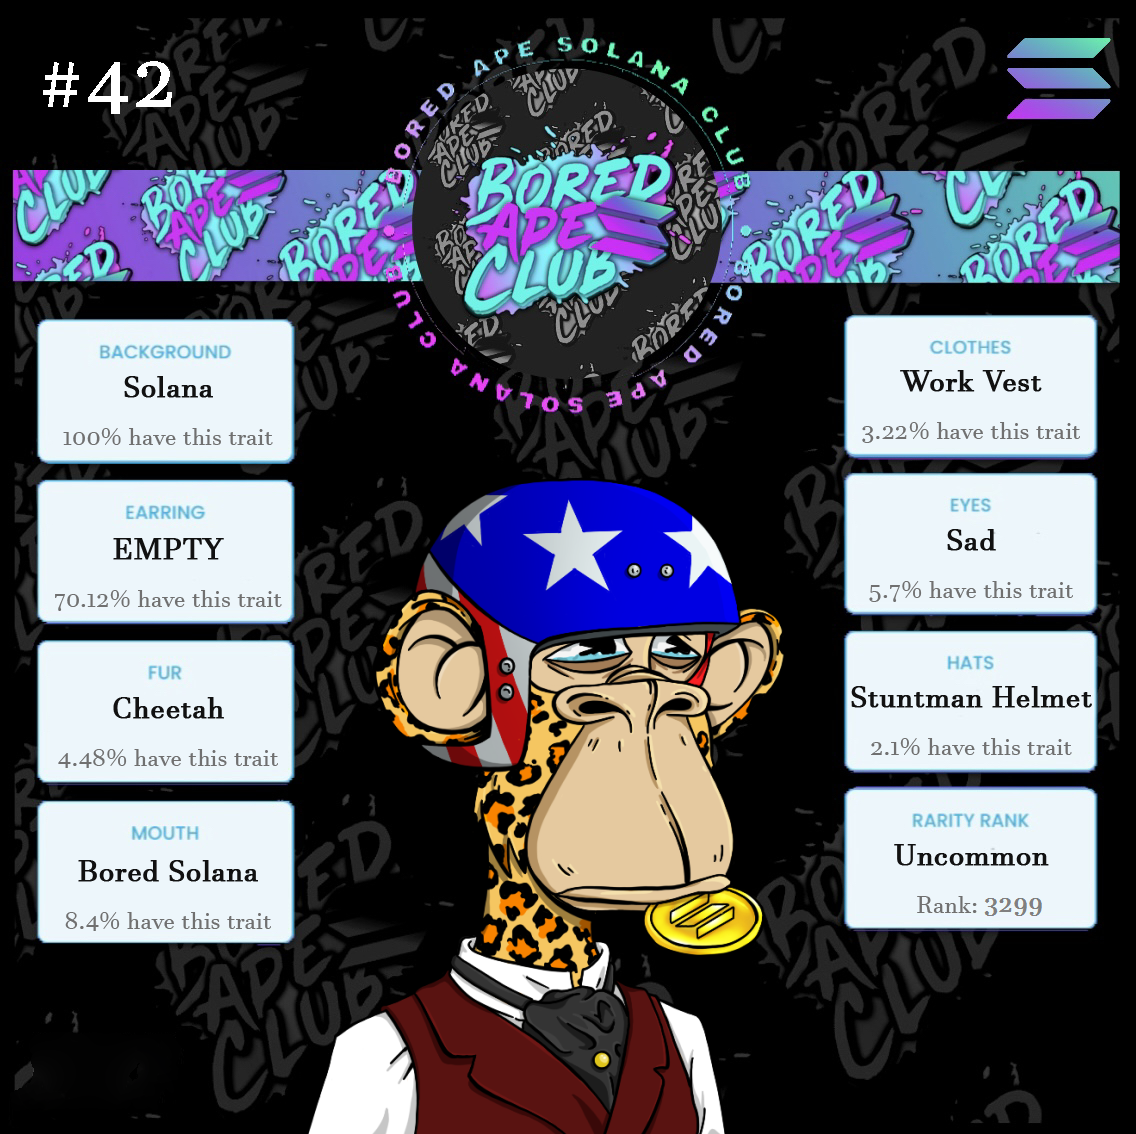 #42
BORED APE SOLANA CLUB
BORED APE SOLANA CLUB
BORED
APE
CLUB
BACKGROUND
Solana
100% have this trait
EARRING
EMPTY
70.12% have this trait
FUR
Cheetah
4.48% have this trait
MOUTH
Bored Solana
8.4% have this trait
CLOTHES
Work Vest
3.22% have this trait
EYES
Sad
5.7% have this trait
HATS
Stuntman Helmet
2.1% have this trait
RARITY RANK
Uncommon
Rank: 3299